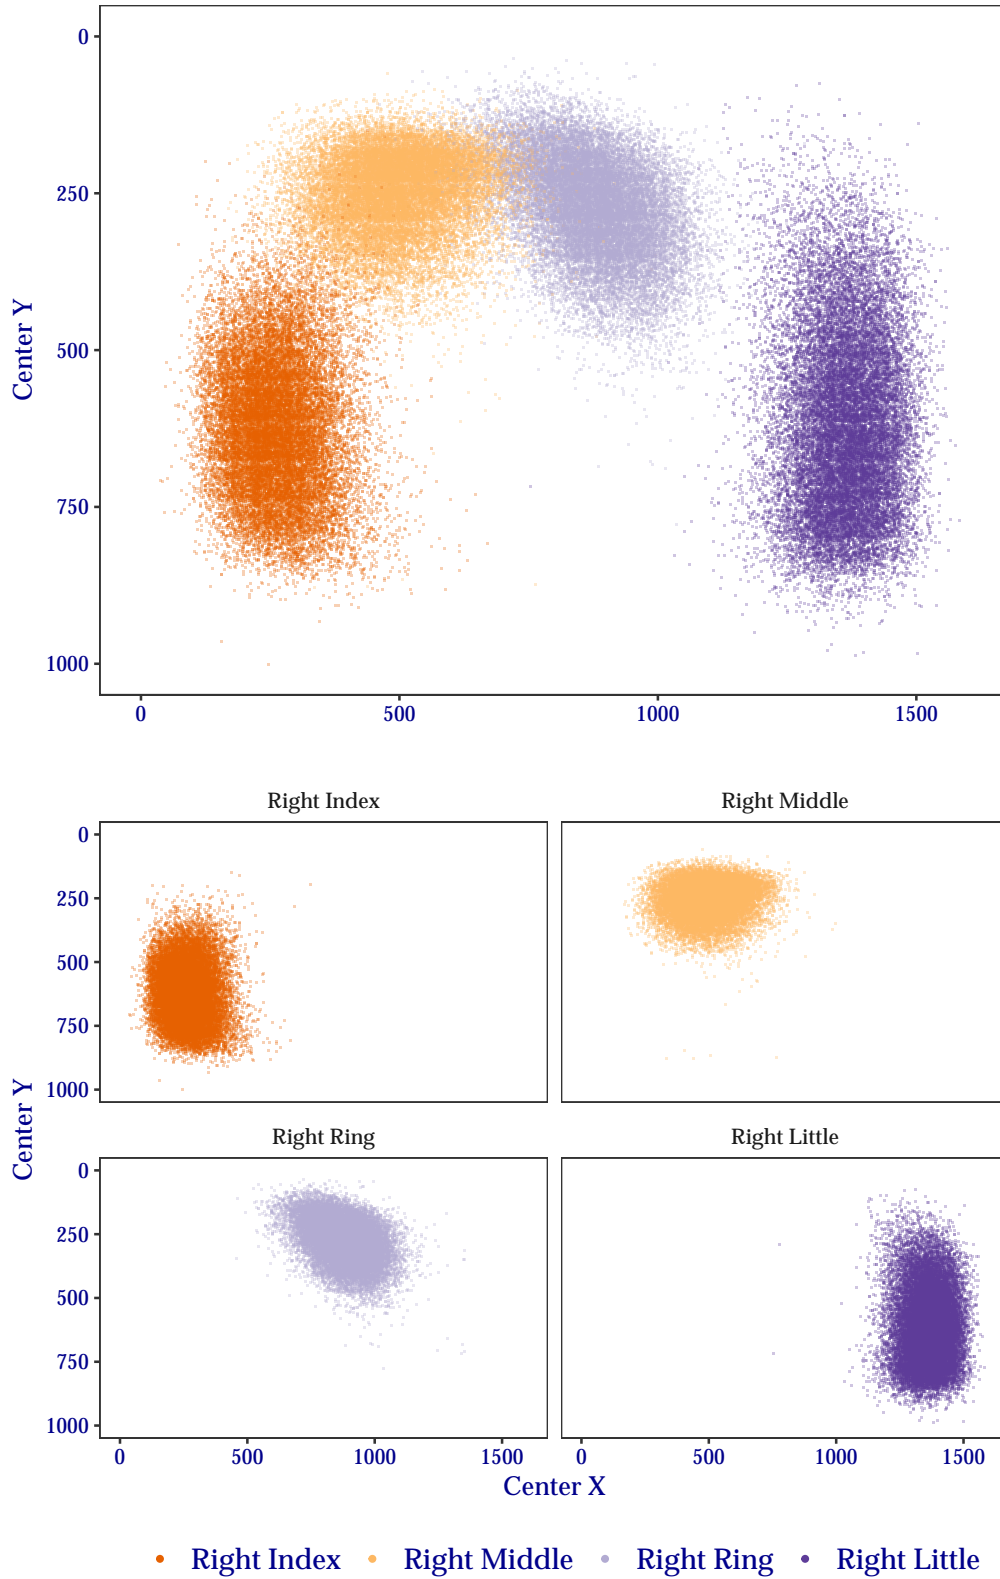 0
250
500
750
1000
Center Y
0 500 1000 1500
Right Index Right Middle
0
250
500
750
1000
Center Y
Right Ring Right Little
0
250
500
750
1000
0 500 1000 1500 0 500 1000 1500
Center X
Right Index Right Middle Right Ring Right Little